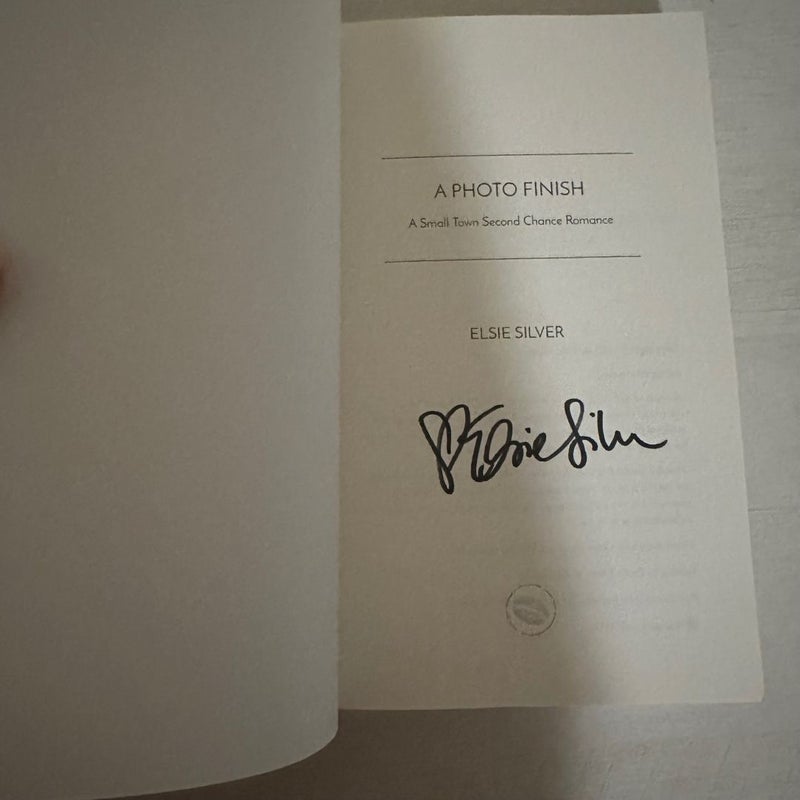 A PHOTO FINISH
A Small Town Second Chance Romance
ELSIE SILVER
Elsie Silver